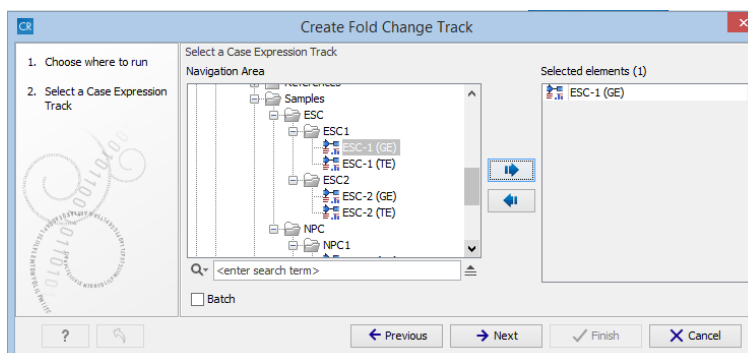 CR
Create Fold Change Track
x
1. Choose where to run
2. Select a Case Expression
Track
Select a Case Expression Track
Navigation Area
References
Samples
ESC
ESC1
ESC-1 (GE)
ESC-1 (TE)
ESC2
ESC-2 (GE)
ESC-2 (TE)
NPC
NPC1
<enter search term>
Batch
Selected elements (1)
ESC-1 (GE)
?
Previous
Next
Finish
Cancel